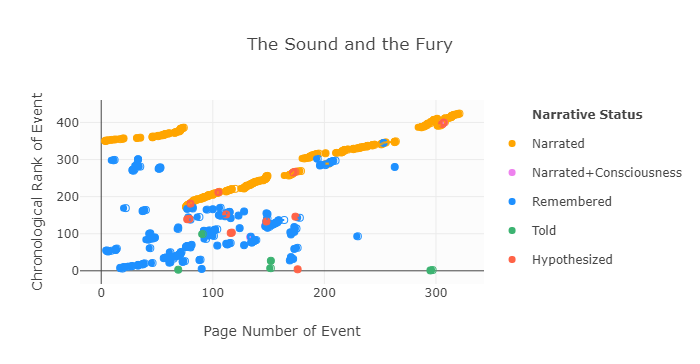 The Sound and the Fury
Chronological Rank of Event
400
300
200
100
0
0 100 200 300
Page Number of Event
Narrative Status
Narrated
Narrated+Consciousness
Remembered
Told
Hypothesized